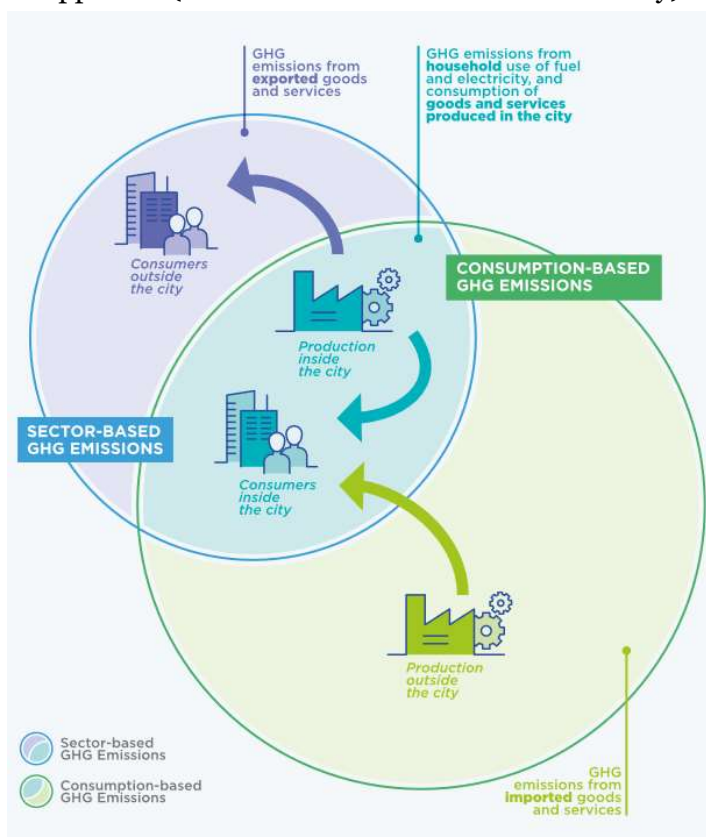 GHG
emissions from
exported goods
and services
GHG emissions from
household use of fuel
and electricity, and
consumption of
goods and services
produced in the city
Consumers
outside
the city
CONSUMPTION-BASED
GHG EMISSIONS
Production
inside
the city
SECTOR-BASED
GHG EMISSIONS
Consumers
inside
the city
Production
outside
the city
Sector-based
GHG Emissions
Consumption-based
GHG Emissions
GHG
emissions from
imported goods
and services